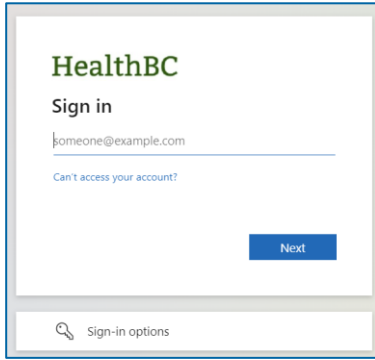 HealthBC
Sign in
someone@example.com
Can't access your account?
Next
Sign-in options